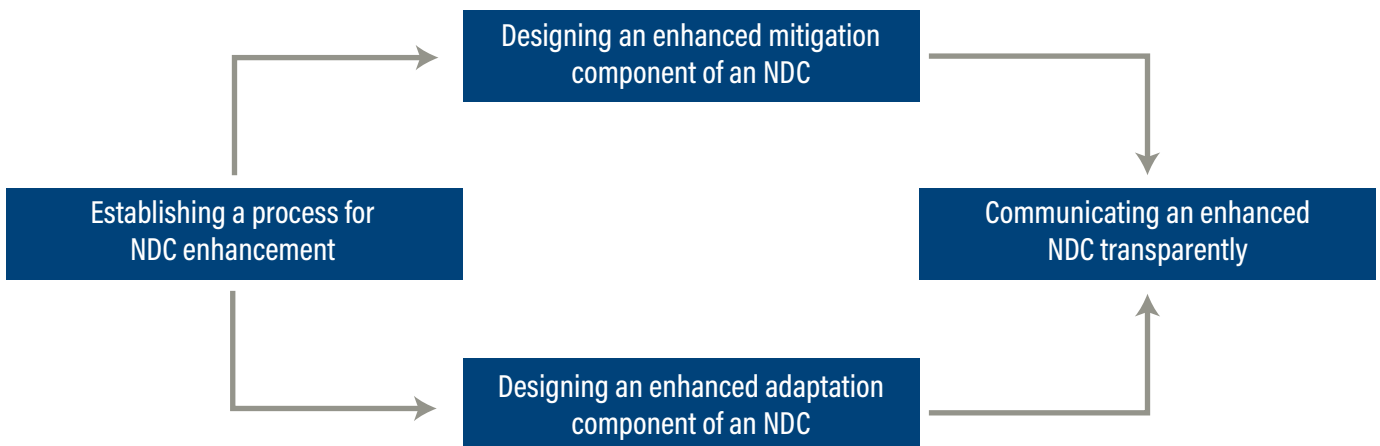 Designing an enhanced mitigation
component of an NDC
Establishing a process for
NDC enhancement
Communicating an enhanced
NDC transparently
Designing an enhanced adaptation
component of an NDC